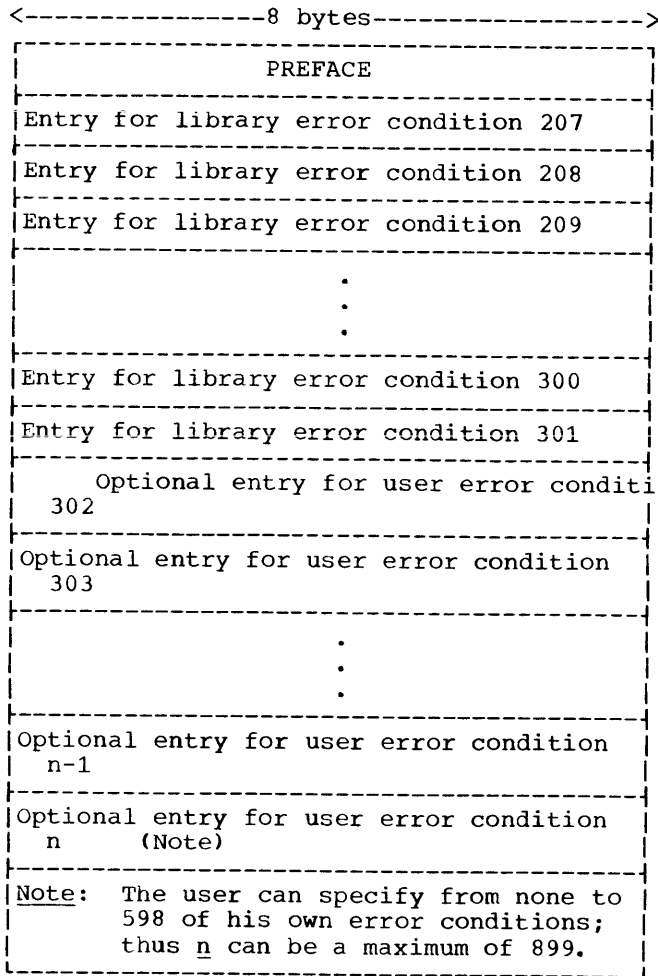 <----------------8 bytes----------------->
PREFACE
Entry for library error condition 207
Entry for library error condition 208
Entry for library error condition 209
.
.
.
Entry for library error condition 300
Entry for library error condition 301
Optional entry for user error conditi
302
Optional entry for user error condition
303
.
.
.
Optional entry for user error condition
n-1
Optional entry for user error condition
n (Note)
Note: The user can specify from none to
598 of his own error conditions;
thus n can be a maximum of 899.